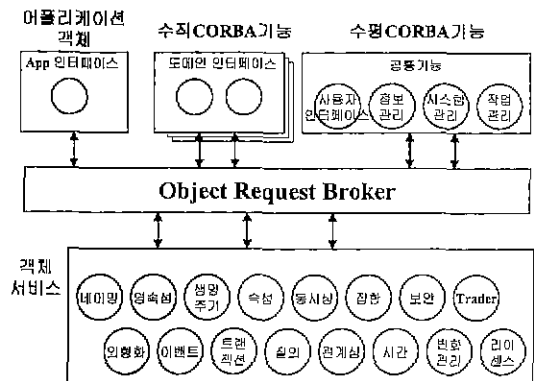 어플리케이션
객체
수직CORBA기능
수평CORBA기능
App 인터페이스
도메인 인터페이스
공통기능
사용자
인터페이스
정보
관리
시스템
관리
작업
관리
Object Request Broker
객체
서비스
네이밍
영속성
생명
주기
속성
동시성
집합
보안
Trader
외형화
이벤트
트랜
잭션
질의
관계성
시간
변화
관리
라이
센스